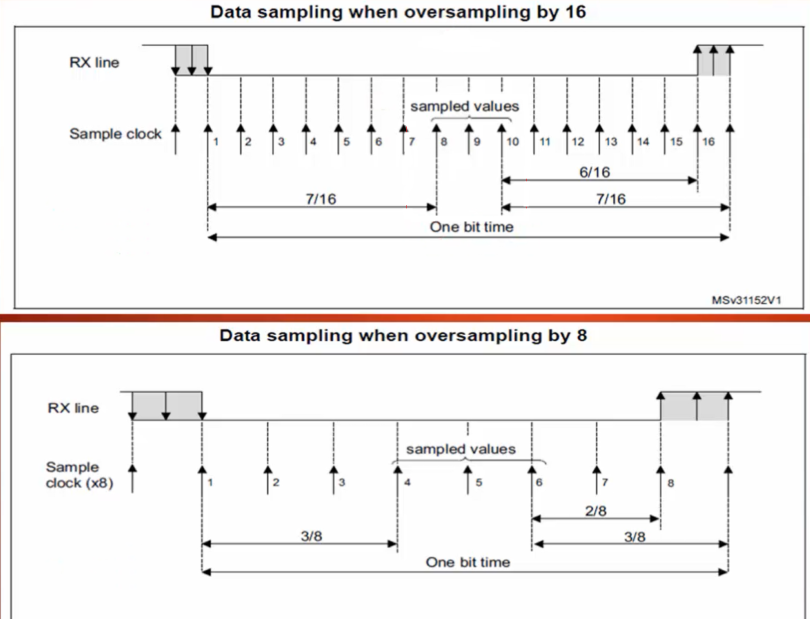 Data sampling when oversampling by 16
RX line
sampled values
Sample clock
1 2 3 4 5 6 7 8 9 10 11 12 13 14 15 16
6/16
7/16 7/16
One bit time
MSv31152V1
Data sampling when oversampling by 8
RX line
sampled values
Sample
clock (x8)
1 2 3 4 5 6 7 8
2/8
3/8 3/8
One bit time